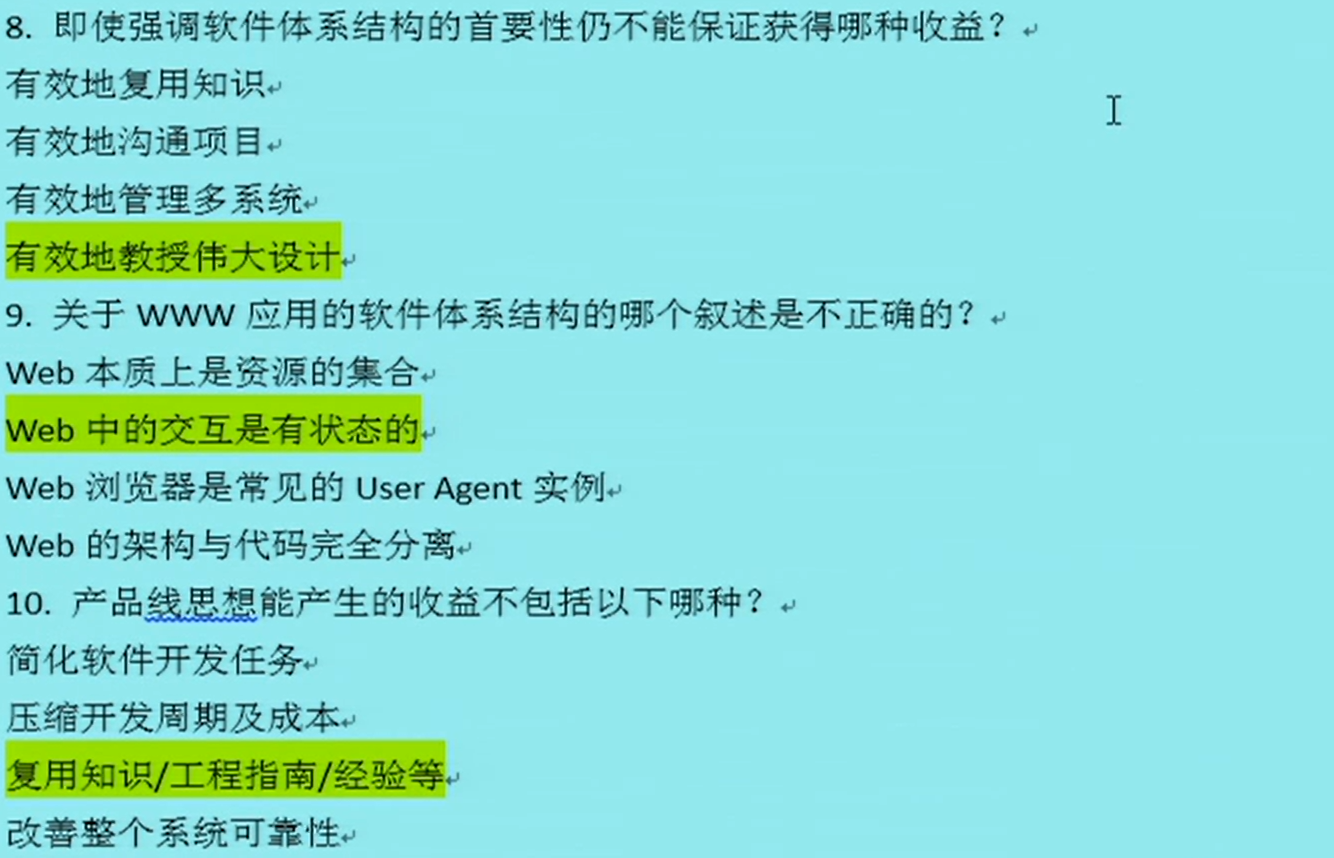 8. 即使强调软件体系结构的首要性仍不能保证获得哪种收益？
有效地复用知识
有效地沟通项目
有效地管理多系统
有效地教授伟大设计
9. 关于 WWW 应用的软件体系结构的哪个叙述是不正确的？
Web 本质上是资源的集合
Web 中的交互是有状态的
Web 浏览器是常见的 User Agent 实例
Web 的架构与代码完全分离
10. 产品线思想能产生的收益不包括以下哪种？
简化软件开发任务
压缩开发周期及成本
复用知识/工程指南/经验等
改善整个系统可靠性